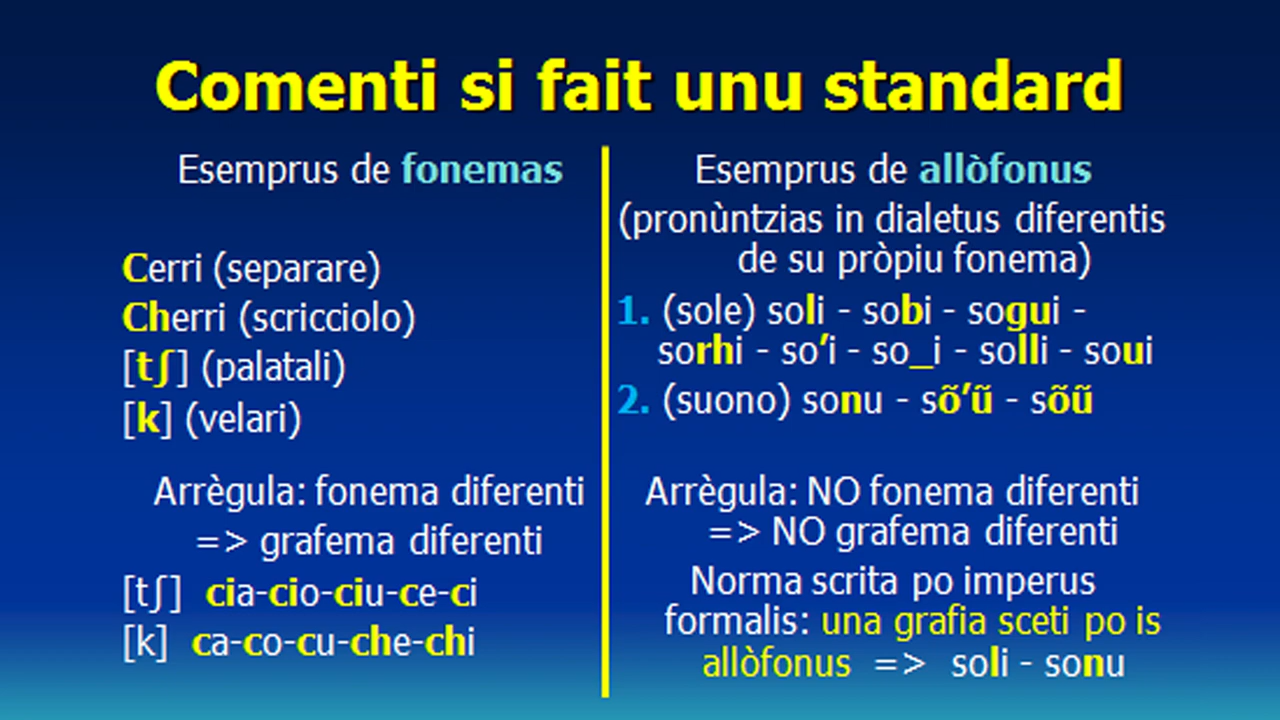 Comenti si fait unu standard
Esemprus de fonemas
Cerri (separare)
Cherri (scricciolo)
[tʃ] (palatali)
[k] (velari)
Arrègula: fonema diferenti
=> grafema diferenti
[tʃ] cia-cio-ciu-ce-ci
[k] ca-co-cu-che-chi
Esemprus de allòfonus
(pronùntzias in dialetus diferentis
de su pròpiu fonema)
1. (sole) soli - sobi - sogui -
sorhi - so’i - so_i - solli - soui
2. (suono) sonu - sõ’ũ - sõũ
Arrègula: NO fonema diferenti
=> NO grafema diferenti
Norma scrita po imperus
formalis: una grafia sceti po is
allòfonus => soli - sonu